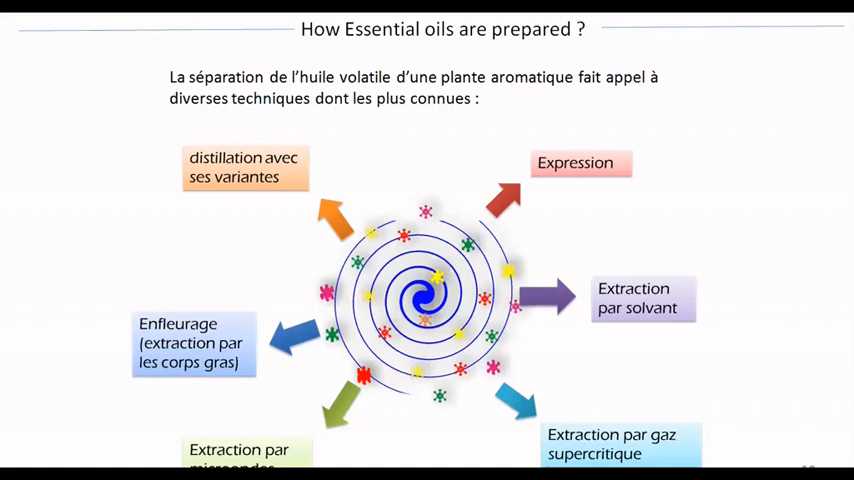 How Essential oils are prepared ?
La séparation de l'huile volatile d'une plante aromatique fait appel à
diverses techniques dont les plus connues :
distillation avec
ses variantes
Expression
Extraction
par solvant
Enfleurage
(extraction par
les corps gras)
Extraction par gaz
supercritique
Extraction par